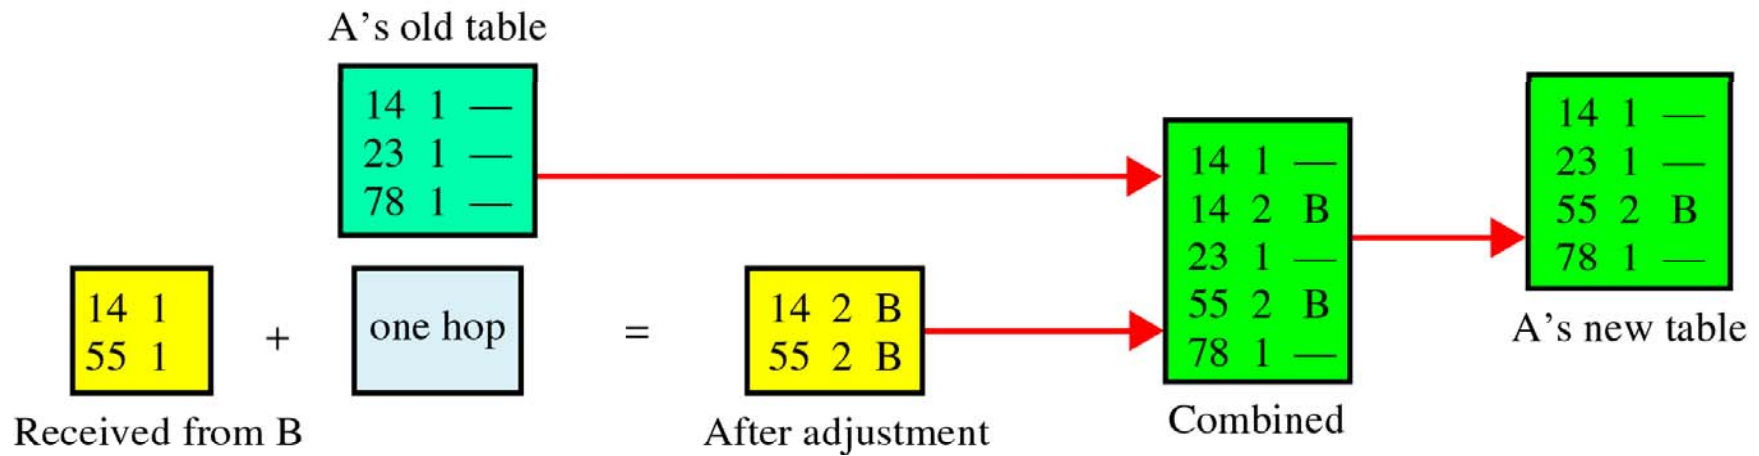 A's old table
14 1 —
23 1 —
78 1 —
14 1
55 1
Received from B
+
one hop
=
14 2 B
55 2 B
After adjustment
14 1 —
14 2 B
23 1 —
55 2 B
78 1 —
Combined
14 1 —
23 1 —
55 2 B
78 1 —
A's new table